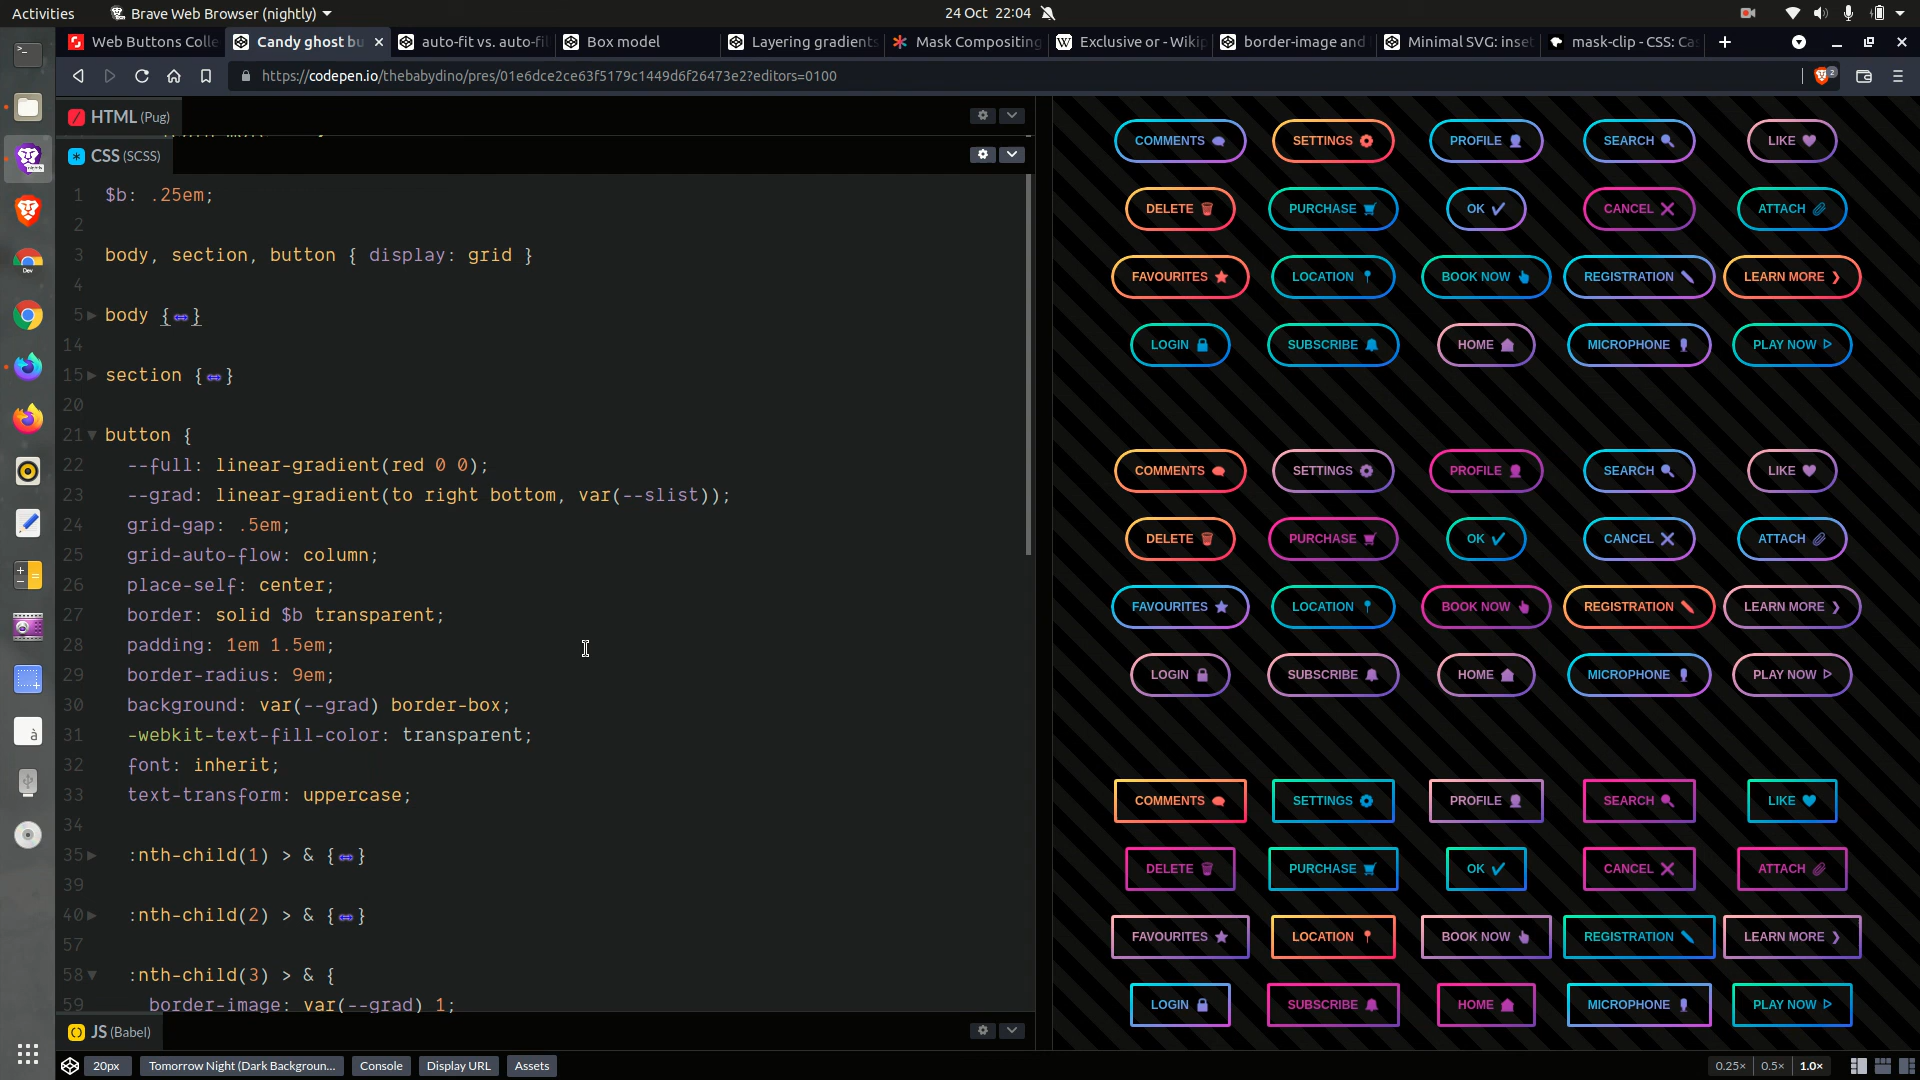 Activities
Brave Web Browser (nightly)
24 Oct 22:04
Web Buttons Colle
Candy ghost bu
auto-fit vs. auto-fil
Box model
Layering gradients
Mask Compositing
Exclusive or - Wikip
border-image and
Minimal SVG: inset
mask-clip - CSS: Cas
https://codepen.io/thebabydino/pres/01e6dce2ce63f5179c1449d6f26473e2?editors=0100
2
HTML (Pug)
CSS (SCSS)
1 $b: .25em;
2
3 body, section, button { display: grid }
4
5 body {↔}
14
15 section {↔}
20
21 button {
22 --full: linear-gradient(red 0 0);
23 --grad: linear-gradient(to right bottom, var(--slist));
24 grid-gap: .5em;
25 grid-auto-flow: column;
26 place-self: center;
27 border: solid $b transparent;
28 padding: 1em 1.5em;
29 border-radius: 9em;
30 background: var(--grad) border-box;
31 -webkit-text-fill-color: transparent;
32 font: inherit;
33 text-transform: uppercase;
34
35 :nth-child(1) > & {↔}
39
40 :nth-child(2) > & {↔}
57
58 :nth-child(3) > & {
59 border-image: var(--grad) 1;
JS (Babel)
20px
Tomorrow Night (Dark Backgroun...
Console
Display URL
Assets
COMMENTS SETTINGS PROFILE SEARCH LIKE
DELETE PURCHASE OK CANCEL ATTACH
FAVOURITES LOCATION BOOK NOW REGISTRATION LEARN MORE
LOGIN SUBSCRIBE HOME MICROPHONE PLAY NOW
COMMENTS SETTINGS PROFILE SEARCH LIKE
DELETE PURCHASE OK CANCEL ATTACH
FAVOURITES LOCATION BOOK NOW REGISTRATION LEARN MORE
LOGIN SUBSCRIBE HOME MICROPHONE PLAY NOW
COMMENTS SETTINGS PROFILE SEARCH LIKE
DELETE PURCHASE OK CANCEL ATTACH
FAVOURITES LOCATION BOOK NOW REGISTRATION LEARN MORE
LOGIN SUBSCRIBE HOME MICROPHONE PLAY NOW
0.25× 0.5× 1.0×